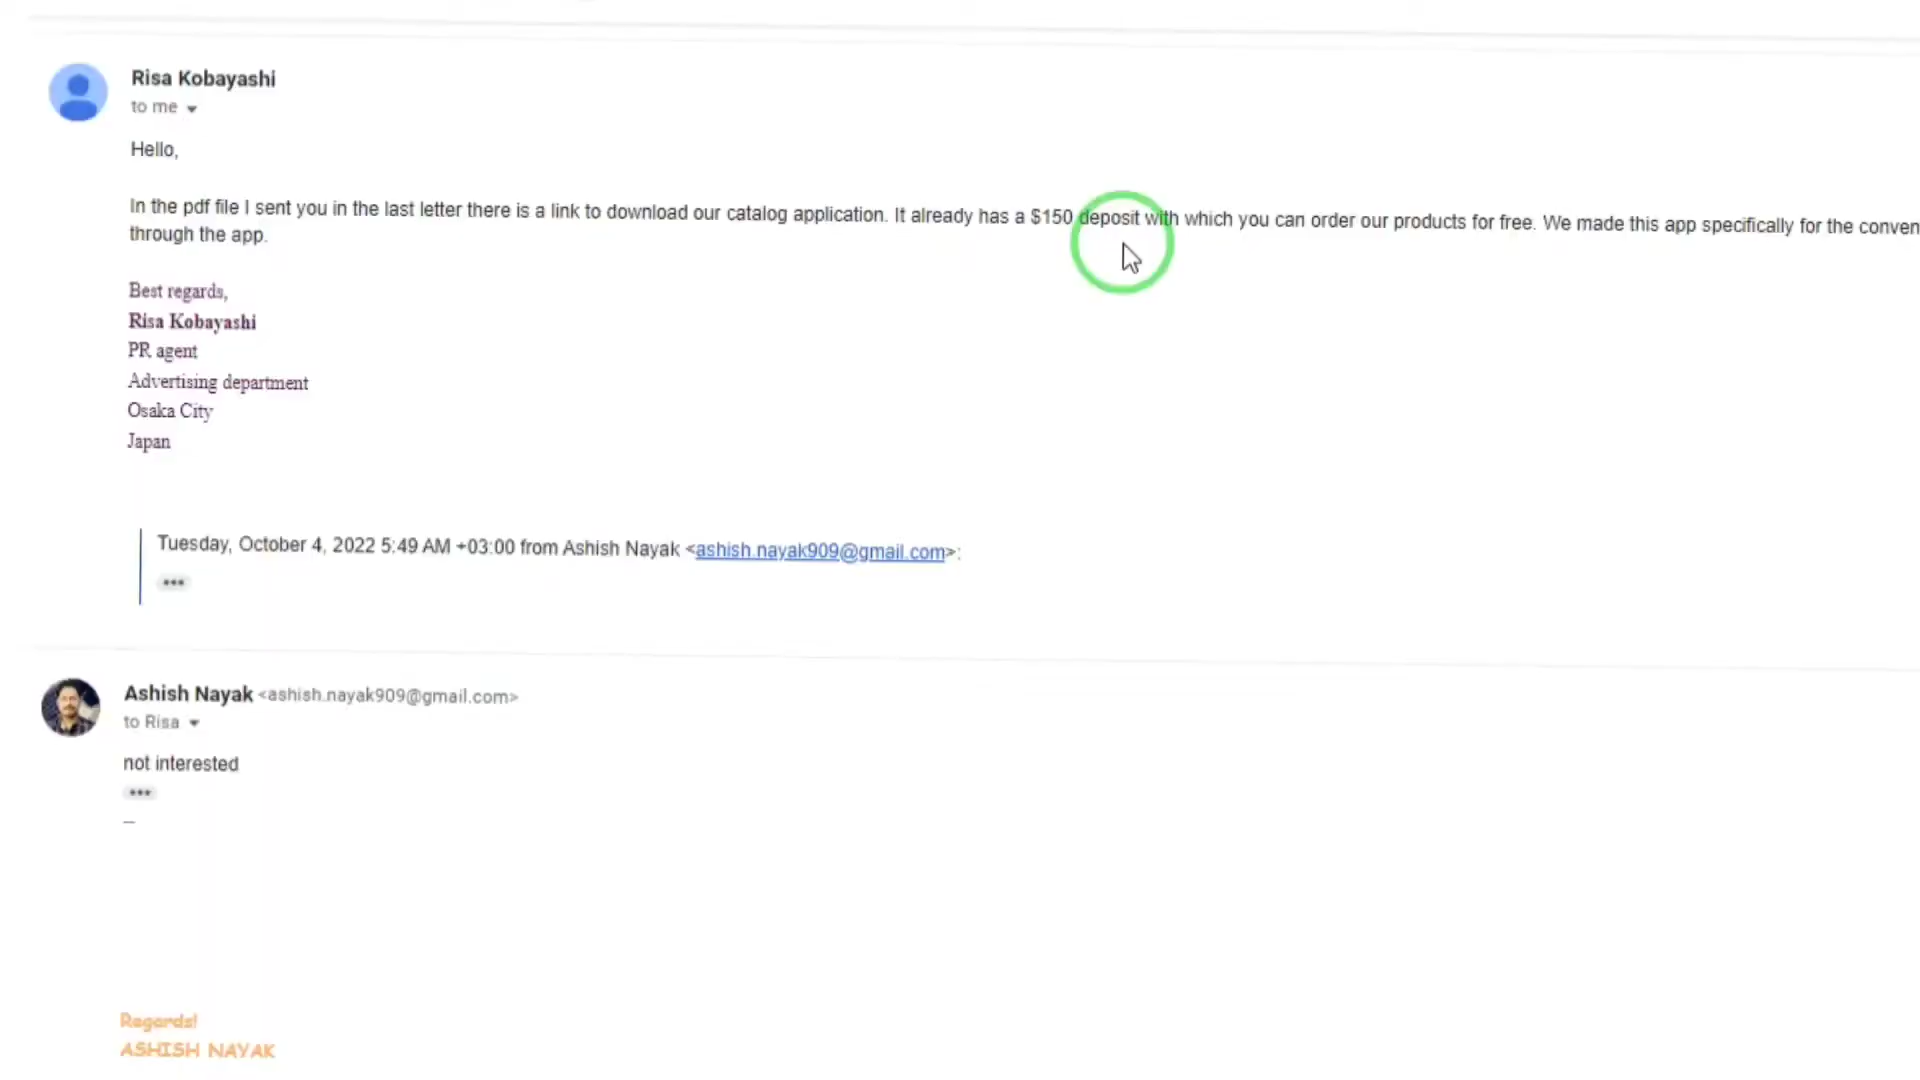 Risa Kobayashi
to me
Hello,
In the pdf file I sent you in the last letter there is a link to download our catalog application. It already has a $150 deposit with which you can order our products for free. We made this app specifically for the conven
through the app.
Best regards,
Risa Kobayashi
PR agent
Advertising department
Osaka City
Japan
Tuesday, October 4, 2022 5:49 AM +03:00 from Ashish Nayak <ashish.nayak909@gmail.com>:
Ashish Nayak <ashish.nayak909@gmail.com>
to Risa
not interested
Regards!
ASHISH NAYAK